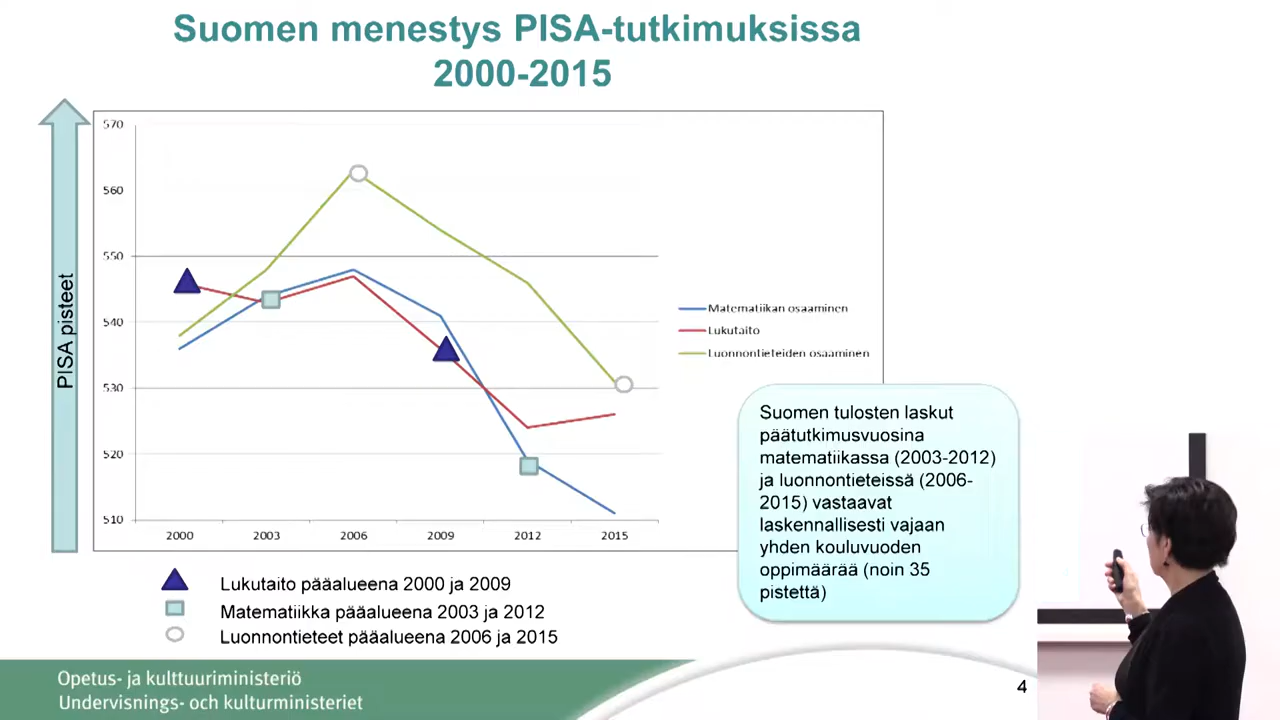 Suomen menestys PISA-tutkimuksissa
2000-2015
PISA pisteet
570
560
550
540
530
520
510
2000 2003 2006 2009 2012 2015
Matematiikan osaaminen
Lukutaito
Luonnontieteiden osaaminen
Suomen tulosten laskut
päätutkimusvuosina
matematiikassa (2003-2012)
ja luonnontieteissä (2006-
2015) vastaavat
laskennallisesti vajaan
yhden kouluvuoden
oppimäärää (noin 35
pistettä)
Lukutaito pääalueena 2000 ja 2009
Matematiikka pääalueena 2003 ja 2012
Luonnontieteet pääalueena 2006 ja 2015
Opetus- ja kulttuuriministeriö
Undervisnings- och kulturministeriet
4